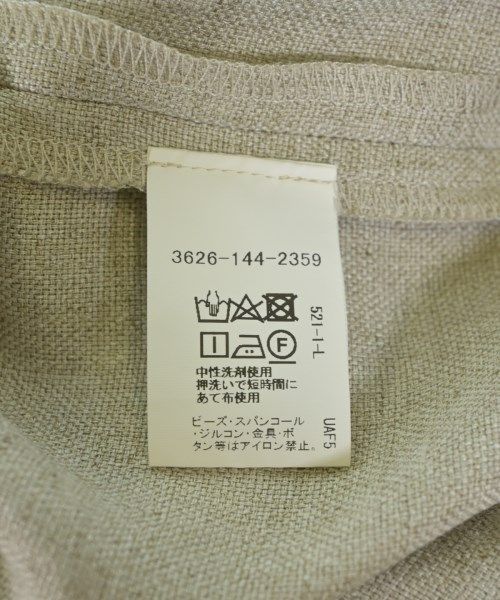 3626-144-2359
F
中性洗剤使用
押洗いで短時間に
あて布使用
ビーズ・スパンコール
・ジルコン・金具・ボ
タン等はアイロン禁止。
521-1-L
UAF5